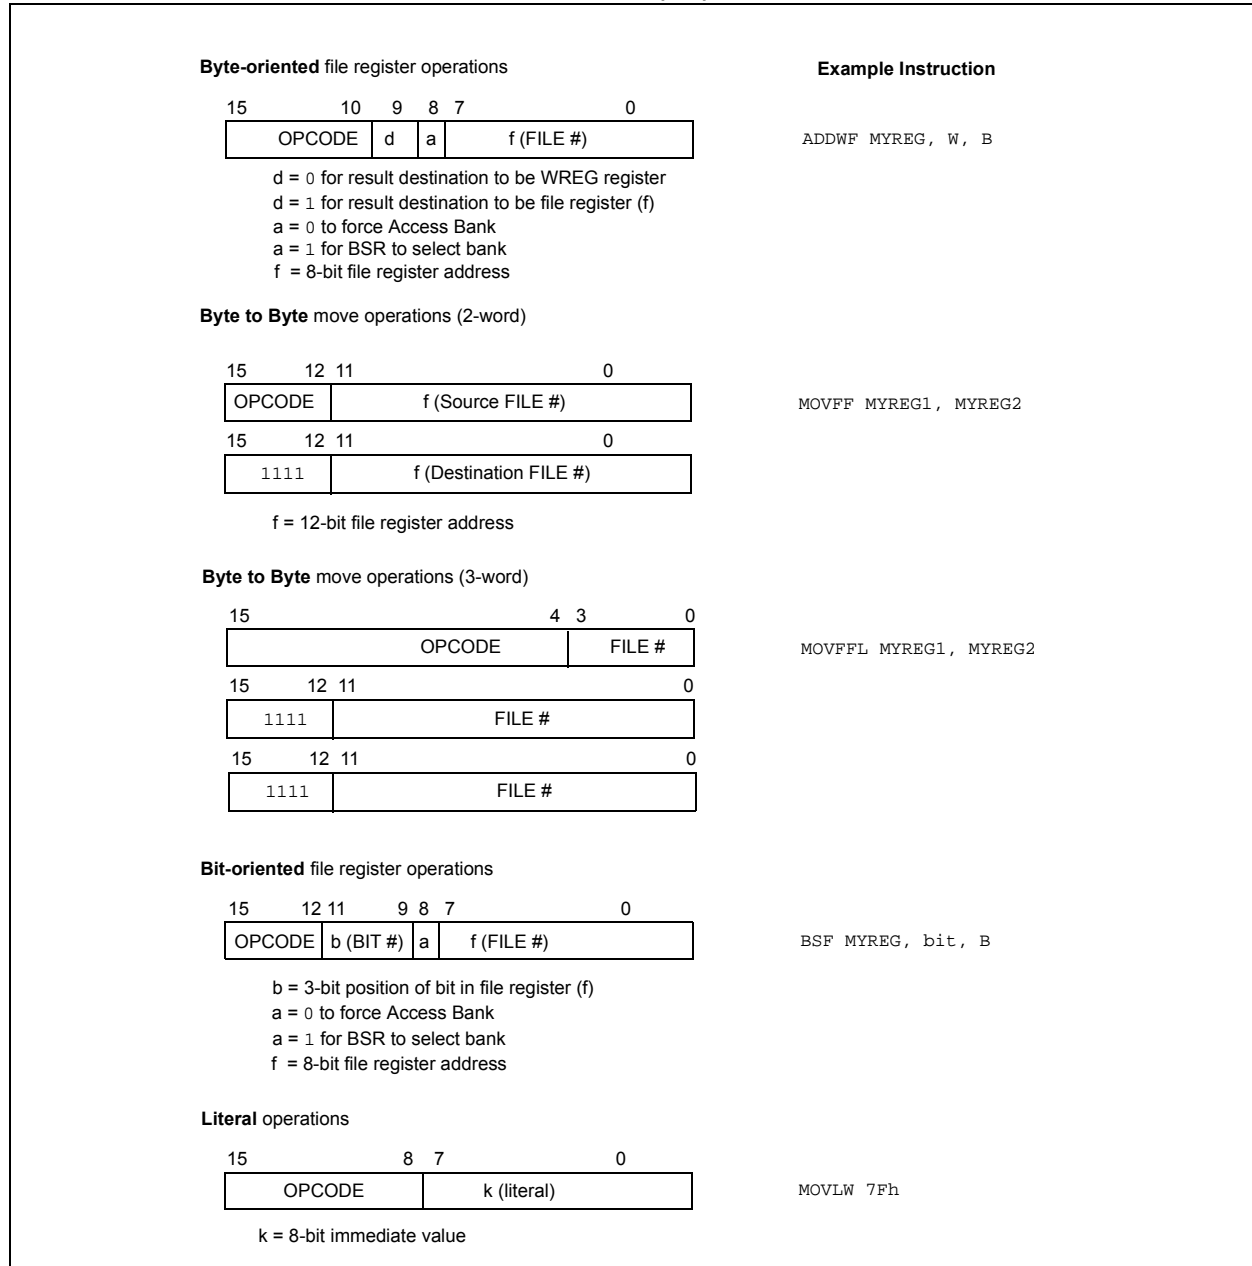 Byte-oriented file register operations Example Instruction
15 10 9 8 7 0
OPCODE d a f (FILE #) ADDWF MYREG, W, B
d = 0 for result destination to be WREG register
d = 1 for result destination to be file register (f)
a = 0 to force Access Bank
a = 1 for BSR to select bank
f = 8-bit file register address
Byte to Byte move operations (2-word)
15 12 11 0
OPCODE f (Source FILE #) MOVFF MYREG1, MYREG2
15 12 11 0
1111 f (Destination FILE #)
f = 12-bit file register address
Byte to Byte move operations (3-word)
15 4 3 0
OPCODE FILE # MOVFFL MYREG1, MYREG2
15 12 11 0
1111 FILE #
15 12 11 0
1111 FILE #
Bit-oriented file register operations
15 12 11 9 8 7 0
OPCODE b (BIT #) a f (FILE #) BSF MYREG, bit, B
b = 3-bit position of bit in file register (f)
a = 0 to force Access Bank
a = 1 for BSR to select bank
f = 8-bit file register address
Literal operations
15 8 7 0
OPCODE k (literal) MOVLW 7Fh
k = 8-bit immediate value